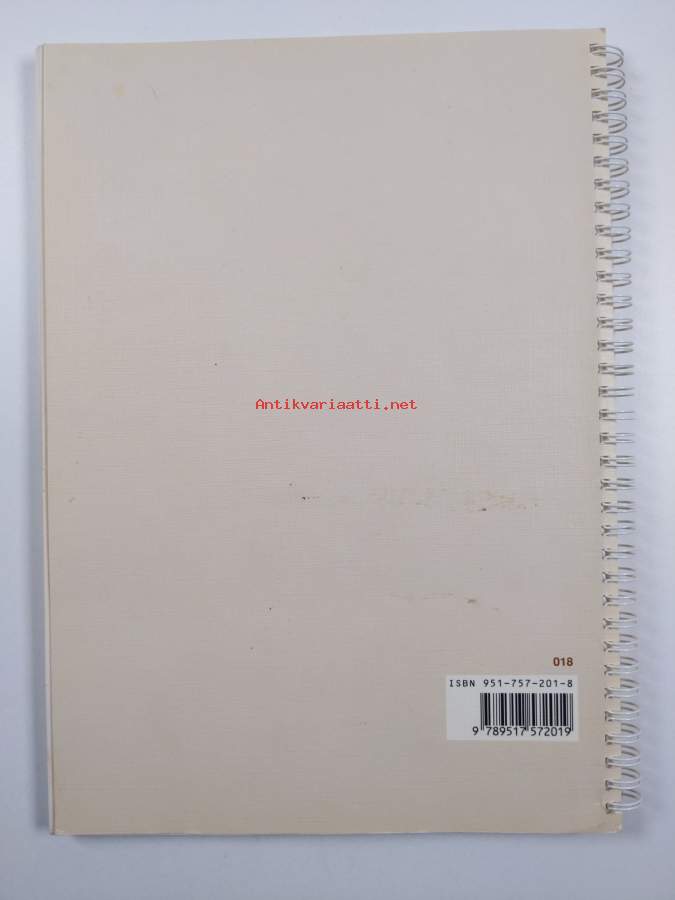 Antikvariaatti.net
018
ISBN 951-757-201-8
9 789517 572019